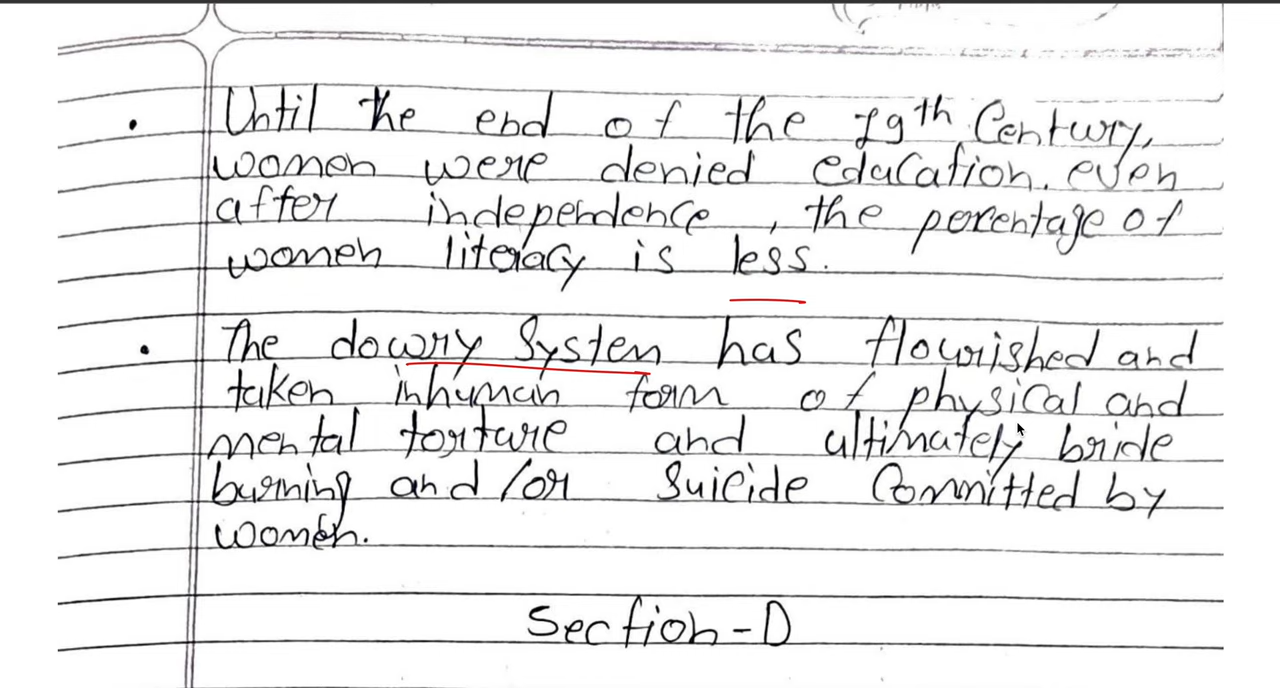 • Until the end of the 19th Century,
women were denied education. even
after independence, the percentage of
women literacy is less.
• The dowry System has flourished and
taken inhuman form of physical and
mental torture and ultimately bride
burning and /or Suicide Committed by
women.
Section-D